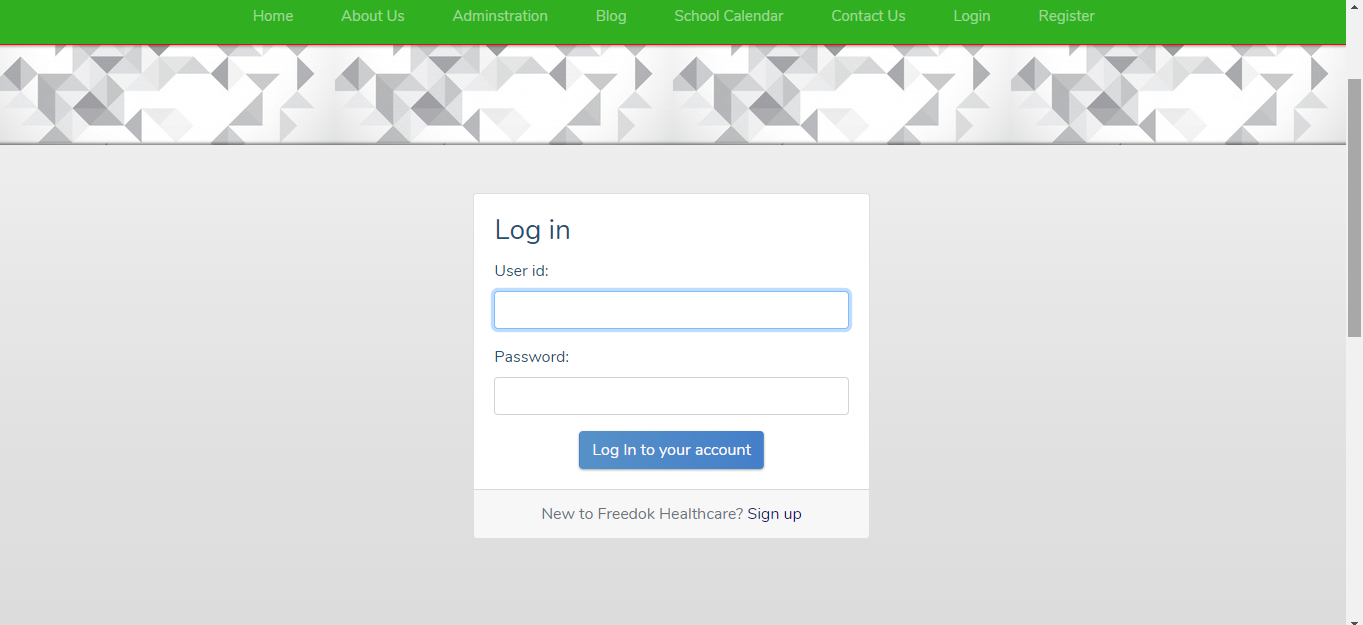 Home About Us Adminstration Blog School Calendar Contact Us Login Register
Log in
User id:
Password:
Log In to your account
New to Freedok Healthcare? Sign up